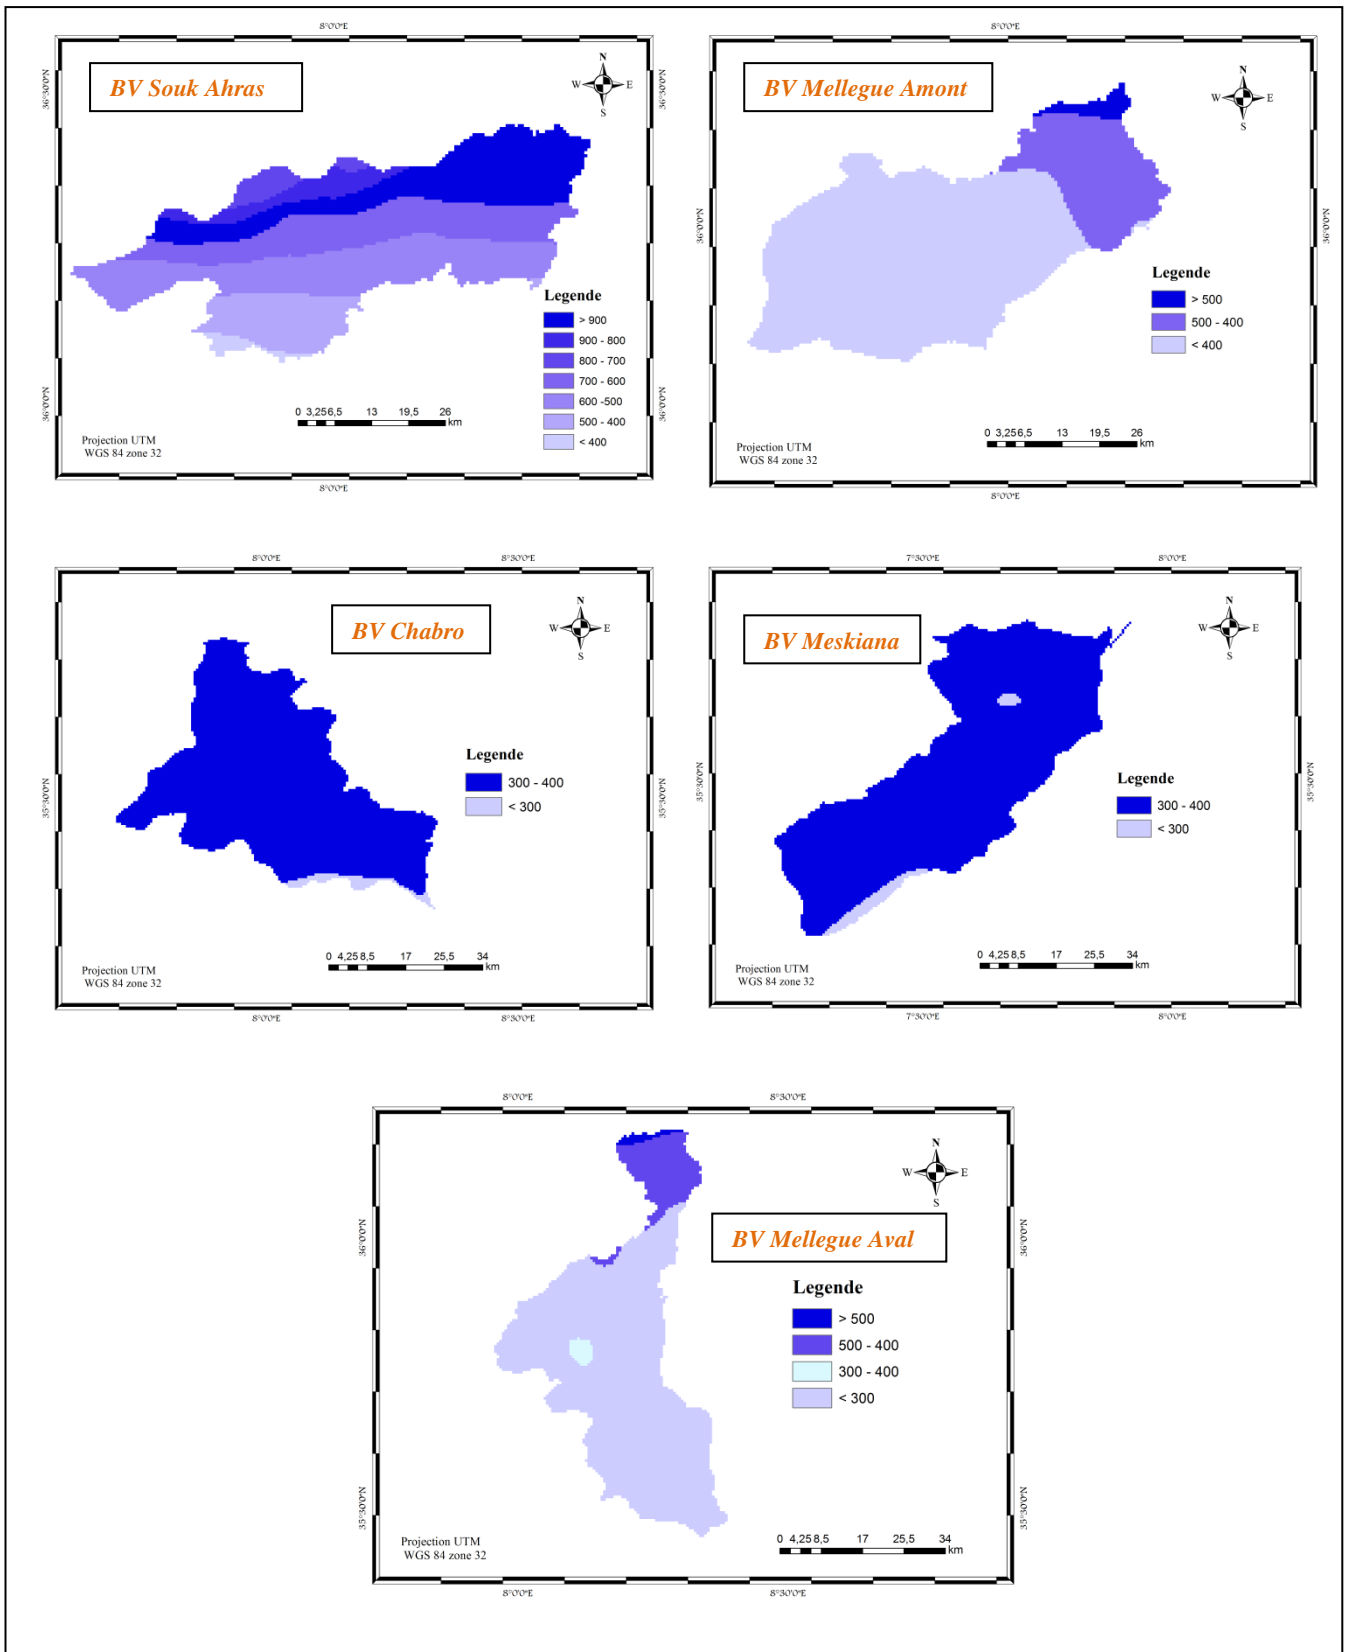 8°0'0"E
BV Souk Ahras
N
W E
S
36°30'0"N
36°30'0"N
Legende
> 900
900 - 800
800 - 700
700 - 600
600 -500
500 - 400
< 400
36°0'0"N
36°0'0"N
0 3,25 6,5 13 19,5 26
km
Projection UTM
WGS 84 zone 32
8°0'0"E
8°0'0"E
BV Mellegue Amont
N
W E
S
36°0'0"N
36°0'0"N
Legende
> 500
500 - 400
< 400
0 3,25 6,5 13 19,5 26
km
Projection UTM
WGS 84 zone 32
8°0'0"E
8°0'0"E 8°30'0"E
BV Chabro
N
W E
S
Legende
300 - 400
< 300
35°30'0"N
35°30'0"N
0 4,25 8,5 17 25,5 34
km
Projection UTM
WGS 84 zone 32
8°0'0"E 8°30'0"E
7°30'0"E 8°0'0"E
BV Meskiana
N
W E
S
35°30'0"N
35°30'0"N
Legende
300 - 400
< 300
0 4,25 8,5 17 25,5 34
km
Projection UTM
WGS 84 zone 32
7°30'0"E 8°0'0"E
8°0'0"E 8°30'0"E
N
W E
S
BV Mellegue Aval
36°0'0"N
36°0'0"N
Legende
> 500
500 - 400
300 - 400
< 300
35°30'0"N
35°30'0"N
0 4,25 8,5 17 25,5 34
km
Projection UTM
WGS 84 zone 32
8°0'0"E 8°30'0"E